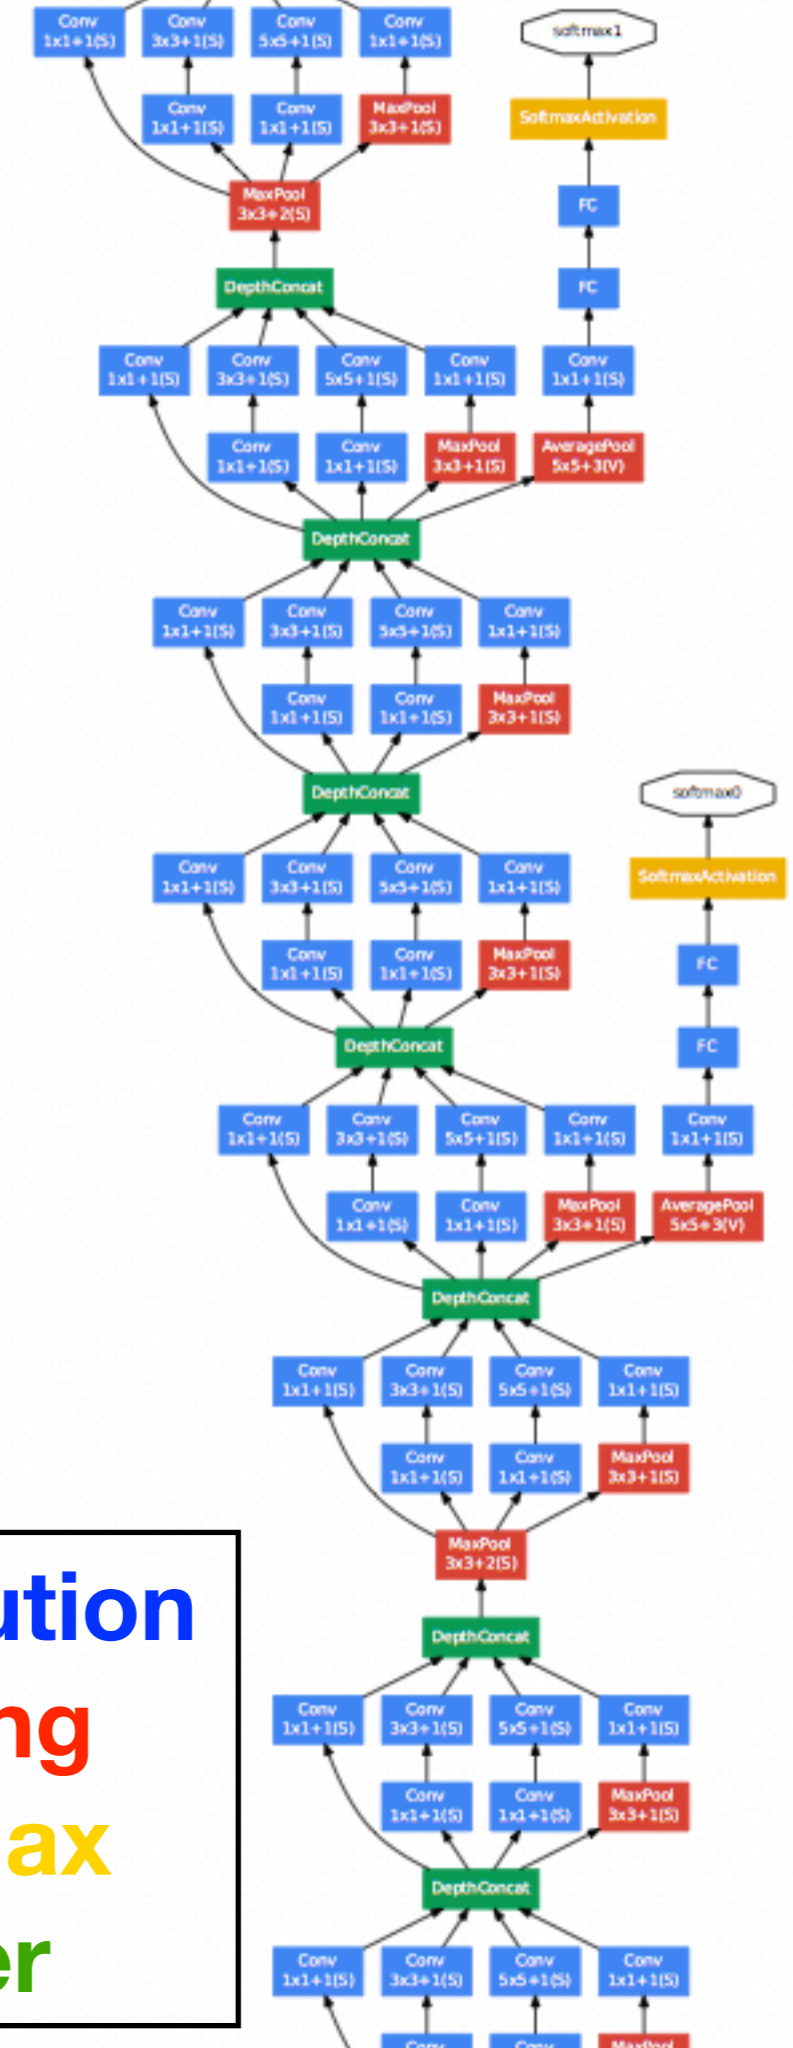 Conv
1x1+1(S)
Conv
3x3+1(S)
Conv
5x5+1(S)
Conv
1x1+1(S)
softmax1
Conv
1x1+1(S)
Conv
1x1+1(S)
MaxPool
3x3+1(S)
SoftmaxActivation
MaxPool
3x3+2(S)
FC
DepthConcat
FC
Conv
1x1+1(S)
Conv
3x3+1(S)
Conv
5x5+1(S)
Conv
1x1+1(S)
Conv
1x1+1(S)
Conv
1x1+1(S)
Conv
1x1+1(S)
MaxPool
3x3+1(S)
AveragePool
5x5+3(V)
DepthConcat
Conv
1x1+1(S)
Conv
3x3+1(S)
Conv
5x5+1(S)
Conv
1x1+1(S)
Conv
1x1+1(S)
Conv
1x1+1(S)
MaxPool
3x3+1(S)
DepthConcat
softmax0
Conv
1x1+1(S)
Conv
3x3+1(S)
Conv
5x5+1(S)
Conv
1x1+1(S)
SoftmaxActivation
Conv
1x1+1(S)
Conv
1x1+1(S)
MaxPool
3x3+1(S)
FC
DepthConcat
FC
Conv
1x1+1(S)
Conv
3x3+1(S)
Conv
5x5+1(S)
Conv
1x1+1(S)
Conv
1x1+1(S)
Conv
1x1+1(S)
Conv
1x1+1(S)
MaxPool
3x3+1(S)
AveragePool
5x5+3(V)
DepthConcat
Conv
1x1+1(S)
Conv
3x3+1(S)
Conv
5x5+1(S)
Conv
1x1+1(S)
Conv
1x1+1(S)
Conv
1x1+1(S)
MaxPool
3x3+1(S)
MaxPool
3x3+2(S)
ution
DepthConcat
Conv
1x1+1(S)
Conv
3x3+1(S)
Conv
5x5+1(S)
Conv
1x1+1(S)
ng
Conv
1x1+1(S)
Conv
1x1+1(S)
MaxPool
3x3+1(S)
ax
DepthConcat
er
Conv
1x1+1(S)
Conv
3x3+1(S)
Conv
5x5+1(S)
Conv
1x1+1(S)
Conv
Conv
MaxPool